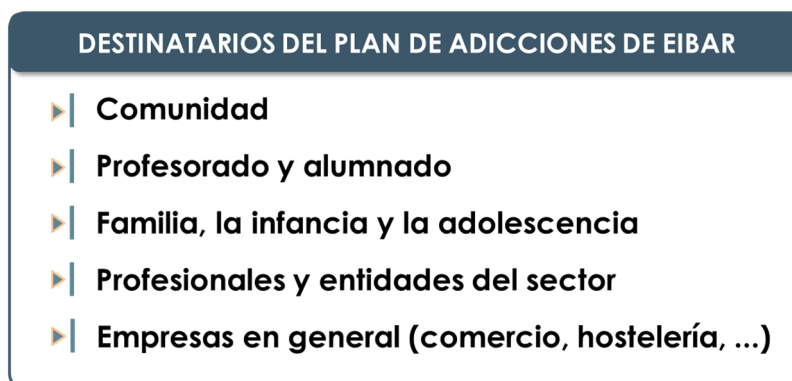 DESTINATARIOS DEL PLAN DE ADICCIONES DE EIBAR
Comunidad
Profesorado y alumnado
Familia, la infancia y la adolescencia
Profesionales y entidades del sector
Empresas en general (comercio, hostelería, ...)